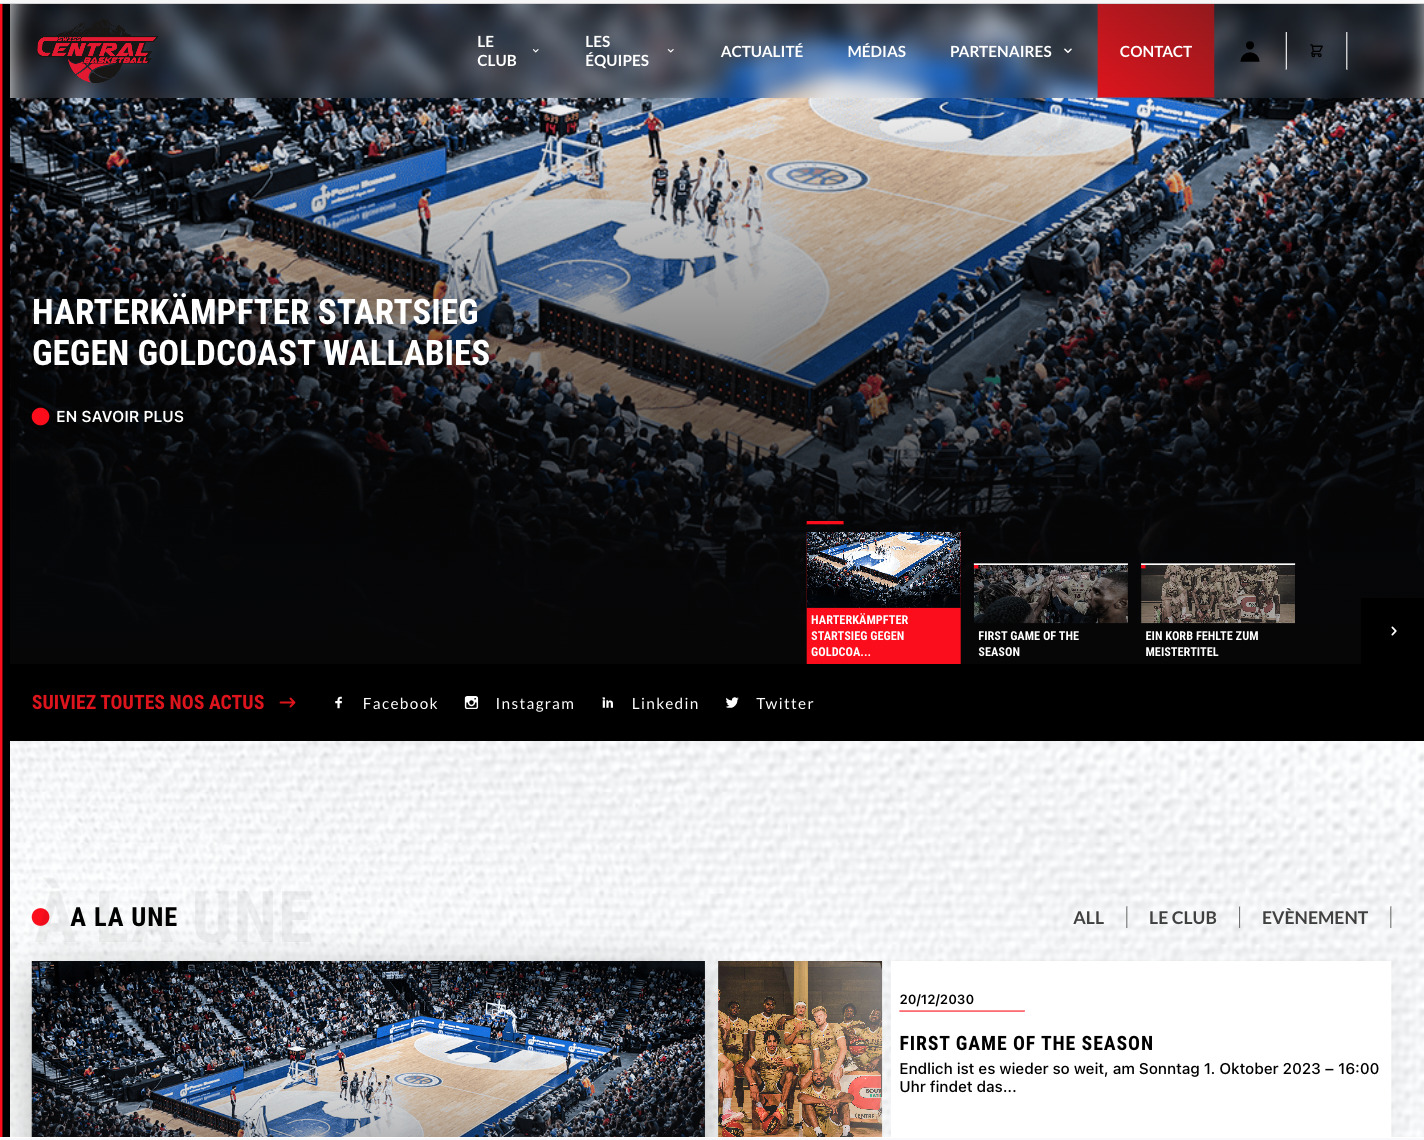 CENTRAL
BASKETBALL
LE
CLUB
LES
ÉQUIPES
ACTUALITÉ
MÉDIAS
PARTENAIRES
CONTACT
HARTERKÄMPFTER STARTSIEG
GEGEN GOLDCOAST WALLABIES
EN SAVOIR PLUS
HARTERKÄMPFTER
STARTSIEG GEGEN
GOLDCOA...
FIRST GAME OF THE
SEASON
EIN KORB FEHLTE ZUM
MEISTERTITEL
SUIVIEZ TOUTES NOS ACTUS
Facebook
Instagram
Linkedin
Twitter
À LA UNE
A LA UNE
ALL
LE CLUB
EVÈNEMENT
20/12/2030
FIRST GAME OF THE SEASON
Endlich ist es wieder so weit, am Sonntag 1. Oktober 2023 – 16:00
Uhr findet das...